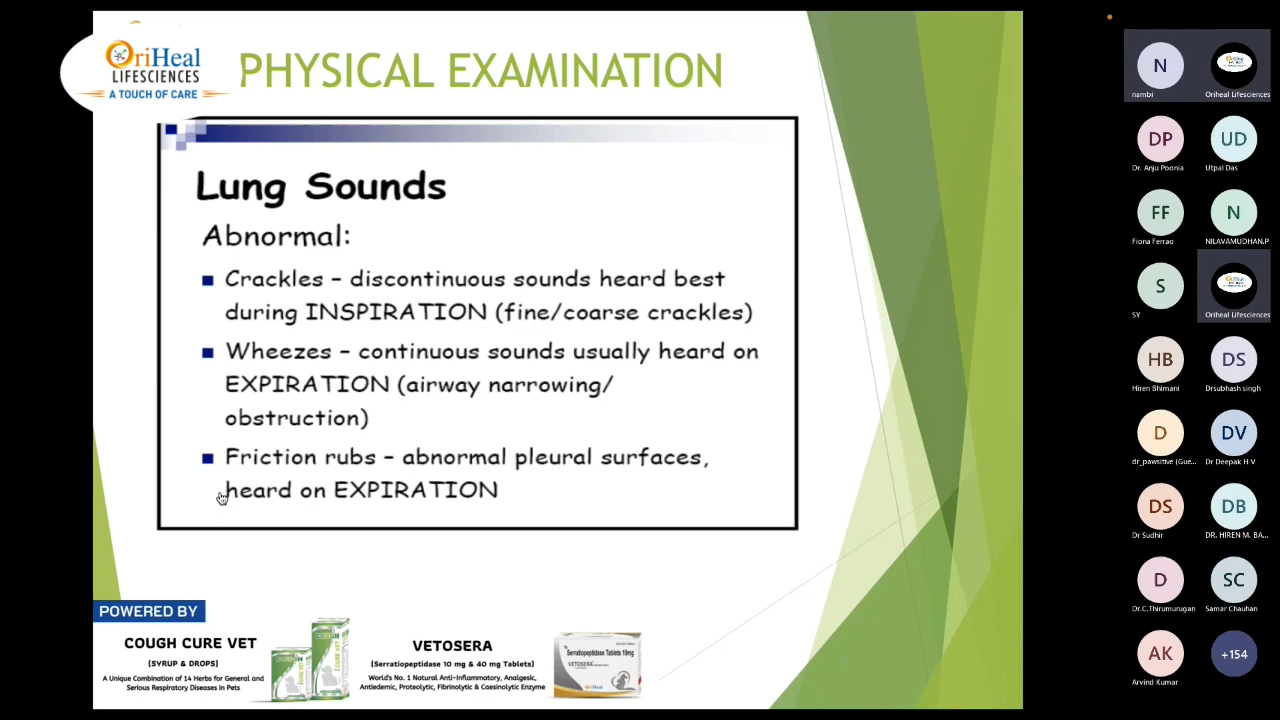 OriHeal
LIFESCIENCES
A TOUCH OF CARE
PHYSICAL EXAMINATION
Lung Sounds
Abnormal:
Crackles – discontinuous sounds heard best
during INSPIRATION (fine/coarse crackles)
Wheezes – continuous sounds usually heard on
EXPIRATION (airway narrowing/
obstruction)
Friction rubs – abnormal pleural surfaces,
heard on EXPIRATION
POWERED BY
COUGH CURE VET
(SYRUP & DROPS)
A Unique Combination of 14 Herbs for General and
Serious Respiratory Diseases in Pets
COUGH
CURE VET
VETOSERA
(Serratiopeptidase 10 mg & 40 mg Tablets)
World's No. 1 Natural Anti-Inflammatory, Analgesic,
Antiedemic, Proteolytic, Fibrinolytic & Caesinolytic Enzyme
Serratiopeptidase Tablets 10mg
VETOSERA
OriHeal
N
nambi
Oriheal Lifesciences
DP
Dr. Anju Poonia
UD
Utpal Das
FF
Fiona Ferrao
N
NILAVAMUDHAN.P
S
SY
Oriheal Lifesciences
HB
Hiren Bhimani
DS
Drsubhash singh
D
dr_pawsitive (Gue...
DV
Dr Deepak H V
DS
Dr Sudhir
DB
DR. HIREN M. BA...
D
Dr.C.Thirumurugan
SC
Samar Chauhan
AK
Arvind Kumar
+154